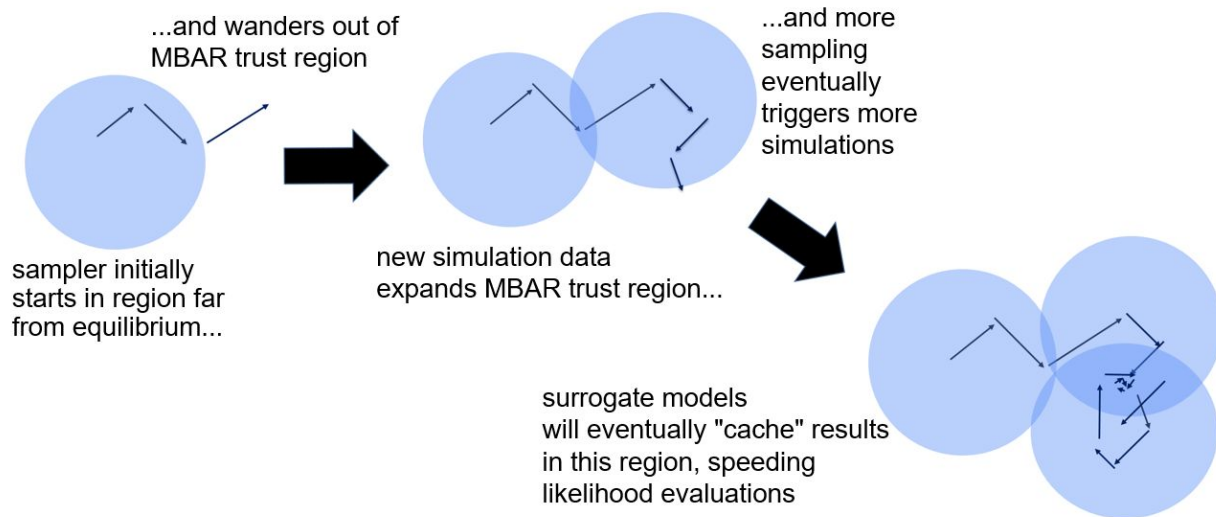 ...and wanders out of
MBAR trust region
sampler initially
starts in region far
from equilibrium...
new simulation data
expands MBAR trust region...
...and more
sampling
eventually
triggers more
simulations
surrogate models
will eventually "cache" results
in this region, speeding
likelihood evaluations